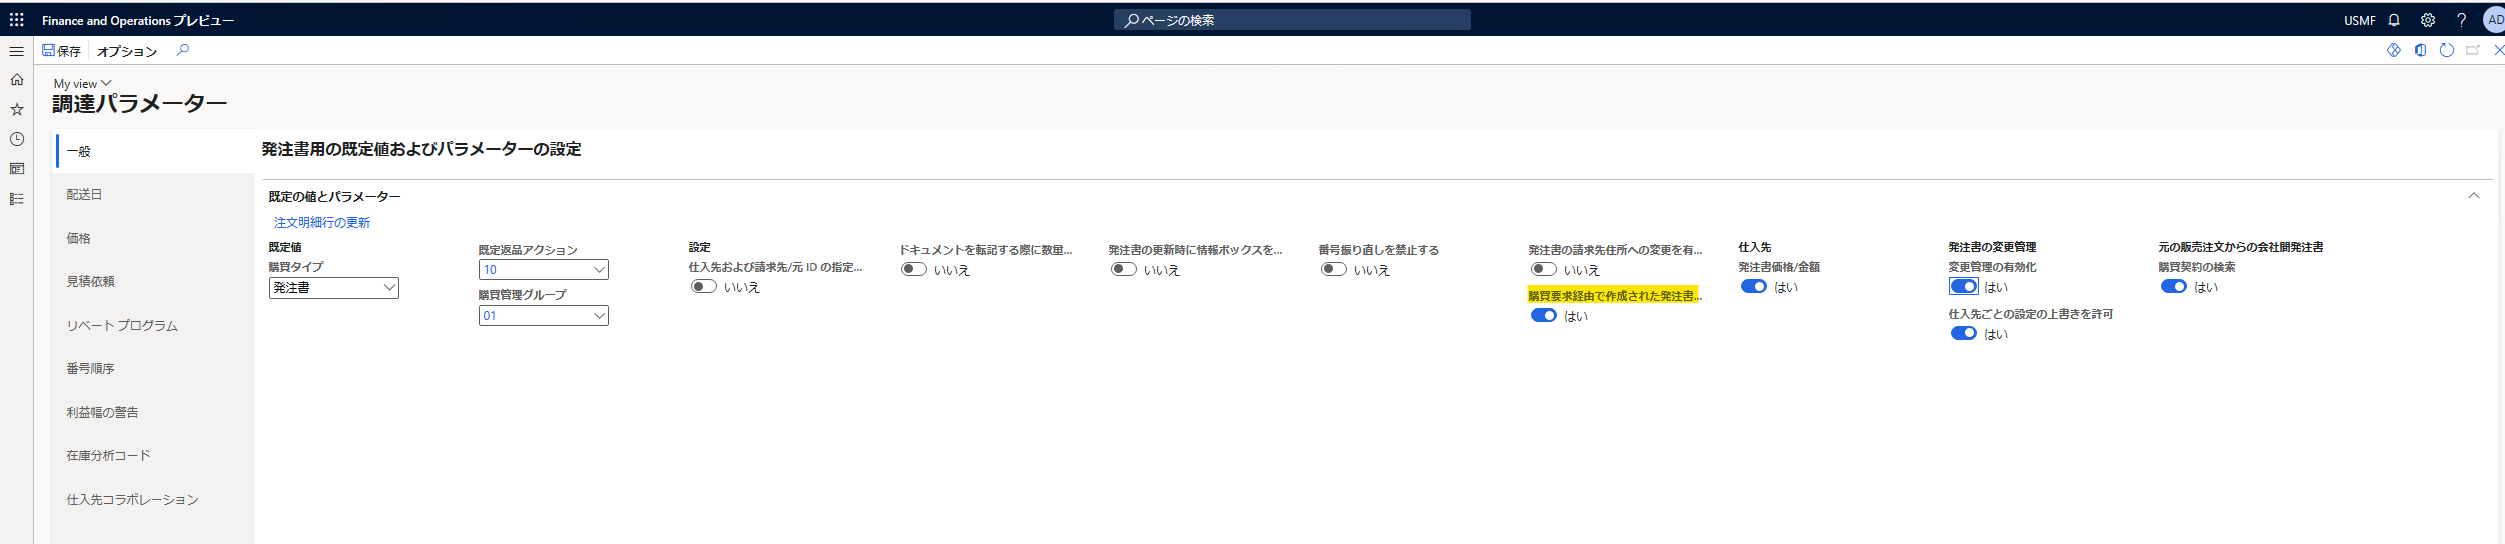 Finance and Operations プレビュー
ページの検索
USMF
AD
保存
オプション
My view
調達パラメーター
一般
配送日
価格
見積依頼
リベート プログラム
番号順序
利益幅の警告
在庫分析コード
仕入先コラボレーション
発注書用の既定値およびパラメーターの設定
既定の値とパラメーター
注文明細行の更新
既定値
購買タイプ
発注書
既定返品アクション
10
購買管理グループ
01
設定
仕入先および請求先/元 ID の指定...
いいえ
ドキュメントを転記する際に数量...
いいえ
発注書の更新時に情報ボックスを...
いいえ
番号振り直しを禁止する
いいえ
発注書の請求先住所への変更を有...
いいえ
購買要求経由で作成された発注書...
はい
仕入先
発注書価格/金額
はい
発注書の変更管理
変更管理の有効化
はい
仕入先ごとの設定の上書きを許可
はい
元の販売注文からの会社間発注書
購買契約の検索
はい